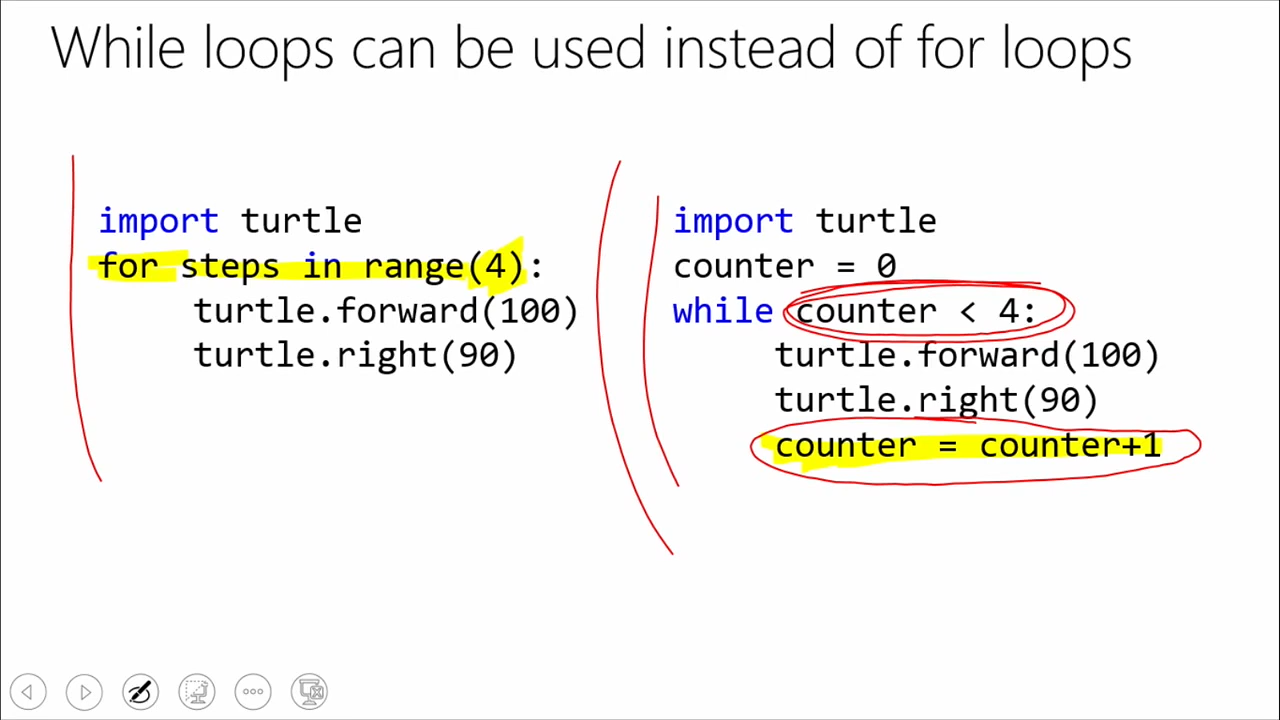 While loops can be used instead of for loops
import turtle
for steps in range(4):
turtle.forward(100)
turtle.right(90)
import turtle
counter = 0
while counter < 4:
turtle.forward(100)
turtle.right(90)
counter = counter+1